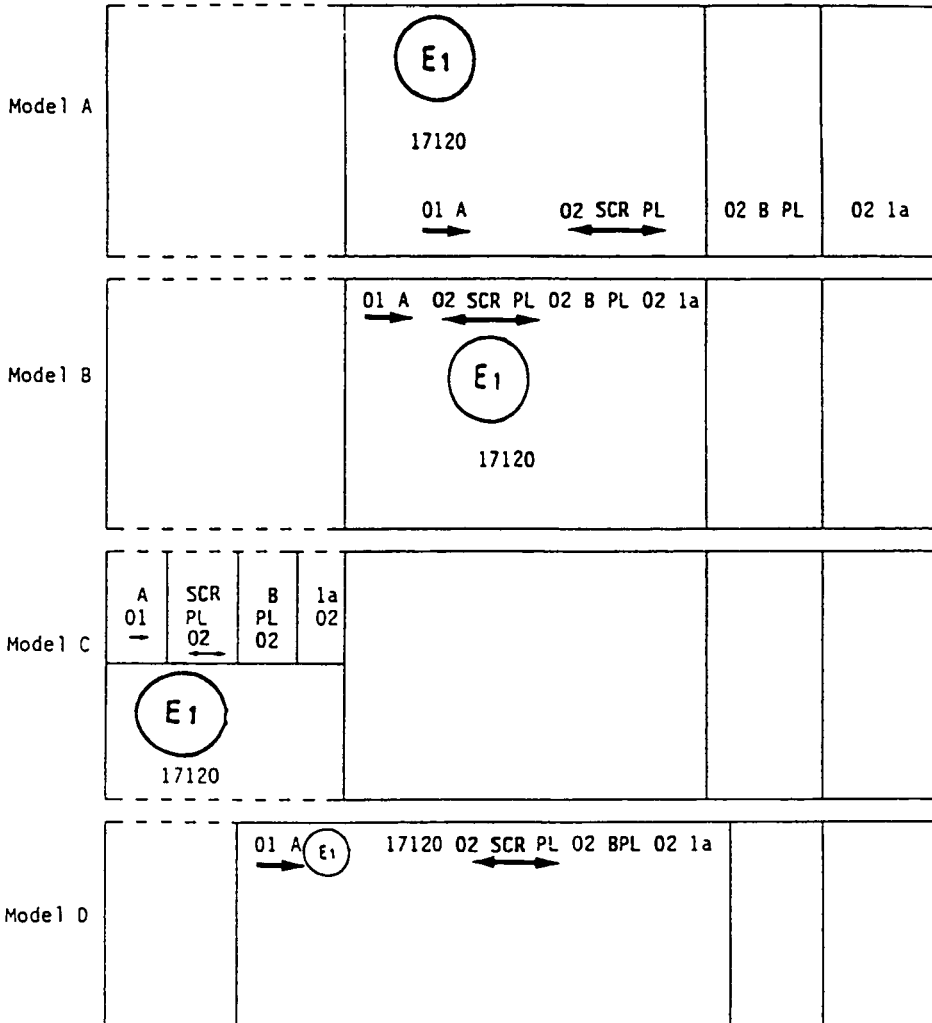 E1
Model A
17120
01 A 02 SCR PL 02 B PL 02 1a
01 A 02 SCR PL 02 B PL 02 1a
Model B
E1
17120
A SCR B 1a
01 PL PL 02
02 02
Model C
E1
17120
01 A E1 17120 02 SCR PL 02 BPL 02 1a
Model D